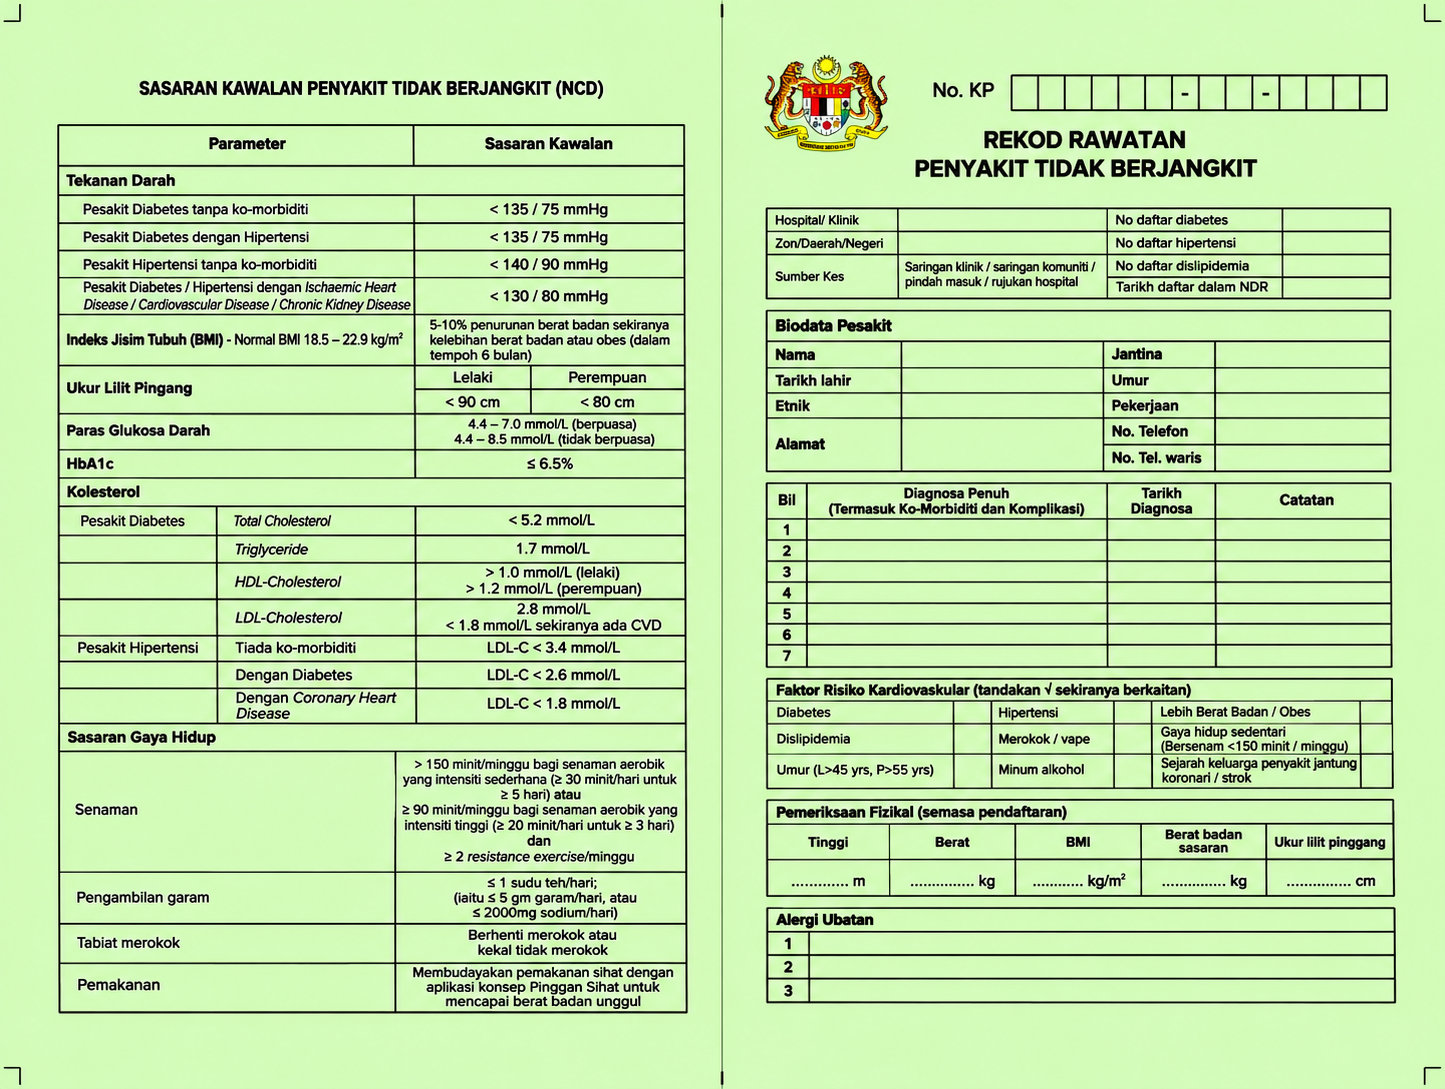 SASARAN KAWALAN PENYAKIT TIDAK BERJANGKIT (NCD)
Parameter Sasaran Kawalan
Tekanan Darah
Pesakit Diabetes tanpa ko-morbiditi < 135 / 75 mmHg
Pesakit Diabetes dengan Hipertensi < 135 / 75 mmHg
Pesakit Hipertensi tanpa ko-morbiditi < 140 / 90 mmHg
Pesakit Diabetes / Hipertensi dengan Ischaemic Heart
Disease / Cardiovascular Disease / Chronic Kidney Disease
< 130 / 80 mmHg
Indeks Jisim Tubuh (BMI) - Normal BMI 18.5 – 22.9 kg/m²
5-10% penurunan berat badan sekiranya
kelebihan berat badan atau obes (dalam
tempoh 6 bulan)
Ukur Lilit Pingang
Lelaki Perempuan
< 90 cm < 80 cm
Paras Glukosa Darah
4.4 – 7.0 mmol/L (berpuasa)
4.4 – 8.5 mmol/L (tidak berpuasa)
HbA1c ≤ 6.5%
Kolesterol
Pesakit Diabetes Total Cholesterol < 5.2 mmol/L
Triglyceride 1.7 mmol/L
HDL-Cholesterol
> 1.0 mmol/L (lelaki)
> 1.2 mmol/L (perempuan)
LDL-Cholesterol
2.8 mmol/L
< 1.8 mmol/L sekiranya ada CVD
Pesakit Hipertensi Tiada ko-morbiditi LDL-C < 3.4 mmol/L
Dengan Diabetes LDL-C < 2.6 mmol/L
Dengan Coronary Heart
Disease
LDL-C < 1.8 mmol/L
Sasaran Gaya Hidup
Senaman
> 150 minit/minggu bagi senaman aerobik
yang intensiti sederhana (≥ 30 minit/hari untuk
≥ 5 hari) atau
≥ 90 minit/minggu bagi senaman aerobik yang
intensiti tinggi (≥ 20 minit/hari untuk ≥ 3 hari)
dan
≥ 2 resistance exercise/minggu
Pengambilan garam
≤ 1 sudu teh/hari;
(iaitu ≤ 5 gm garam/hari, atau
≤ 2000mg sodium/hari)
Tabiat merokok
Berhenti merokok atau
kekal tidak merokok
Pemakanan
Membudayakan pemakanan sihat dengan
aplikasi konsep Pinggan Sihat untuk
mencapai berat badan unggul
No. KP - -
REKOD RAWATAN
PENYAKIT TIDAK BERJANGKIT
Hospital/ Klinik No daftar diabetes
Zon/Daerah/Negeri No daftar hipertensi
Sumber Kes
Saringan klinik / saringan komuniti /
pindah masuk / rujukan hospital
No daftar dislipidemia
Tarikh daftar dalam NDR
Biodata Pesakit
Nama Jantina
Tarikh lahir Umur
Etnik Pekerjaan
Alamat No. Telefon
No. Tel. waris
Bil
Diagnosa Penuh
(Termasuk Ko-Morbiditi dan Komplikasi)
Tarikh
Diagnosa
Catatan
1
2
3
4
5
6
7
Faktor Risiko Kardiovaskular (tandakan √ sekiranya berkaitan)
Diabetes Hipertensi Lebih Berat Badan / Obes
Dislipidemia Merokok / vape
Gaya hidup sedentari
(Bersenam <150 minit / minggu)
Umur (L>45 yrs, P>55 yrs) Minum alkohol
Sejarah keluarga penyakit jantung
koronari / strok
Pemeriksaan Fizikal (semasa pendaftaran)
Tinggi Berat BMI
Berat badan
sasaran
Ukur lilit pinggang
............. m .............. kg ........... kg/m² .............. kg .............. cm
Alergi Ubatan
1
2
3